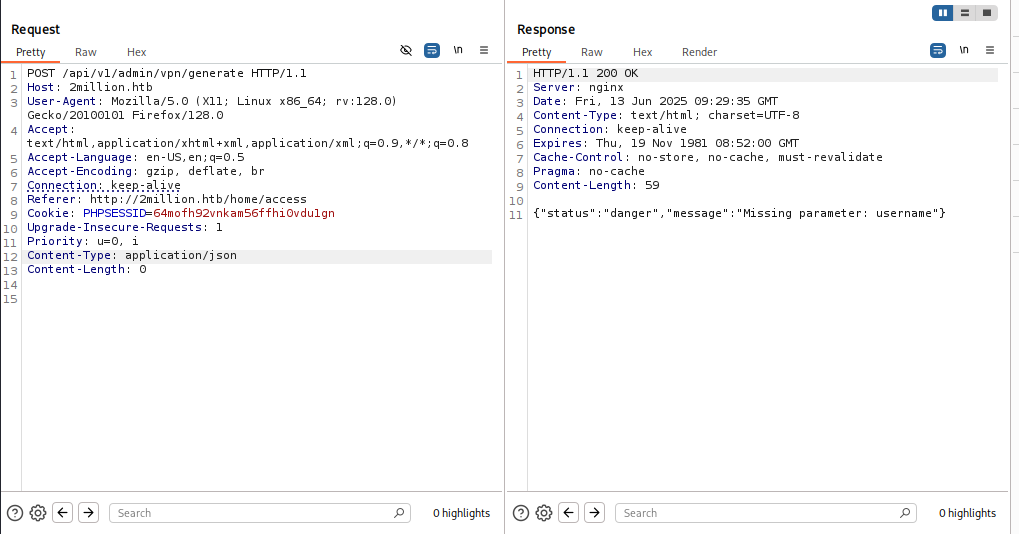 Request
Pretty Raw Hex \n
1 POST /api/v1/admin/vpn/generate HTTP/1.1
2 Host: 2million.htb
3 User-Agent: Mozilla/5.0 (X11; Linux x86_64; rv:128.0)
Gecko/20100101 Firefox/128.0
4 Accept:
text/html,application/xhtml+xml,application/xml;q=0.9,*/*;q=0.8
5 Accept-Language: en-US,en;q=0.5
6 Accept-Encoding: gzip, deflate, br
7 Connection: keep-alive
8 Referer: http://2million.htb/home/access
9 Cookie: PHPSESSID=64mofh92vnkam56ffhi0vdu1gn
10 Upgrade-Insecure-Requests: 1
11 Priority: u=0, i
12 Content-Type: application/json
13 Content-Length: 0
14
15
Search 0 highlights
Response
Pretty Raw Hex Render \n
1 HTTP/1.1 200 OK
2 Server: nginx
3 Date: Fri, 13 Jun 2025 09:29:35 GMT
4 Content-Type: text/html; charset=UTF-8
5 Connection: keep-alive
6 Expires: Thu, 19 Nov 1981 08:52:00 GMT
7 Cache-Control: no-store, no-cache, must-revalidate
8 Pragma: no-cache
9 Content-Length: 59
10
11 {"status":"danger","message":"Missing parameter: username"}
Search 0 highlights